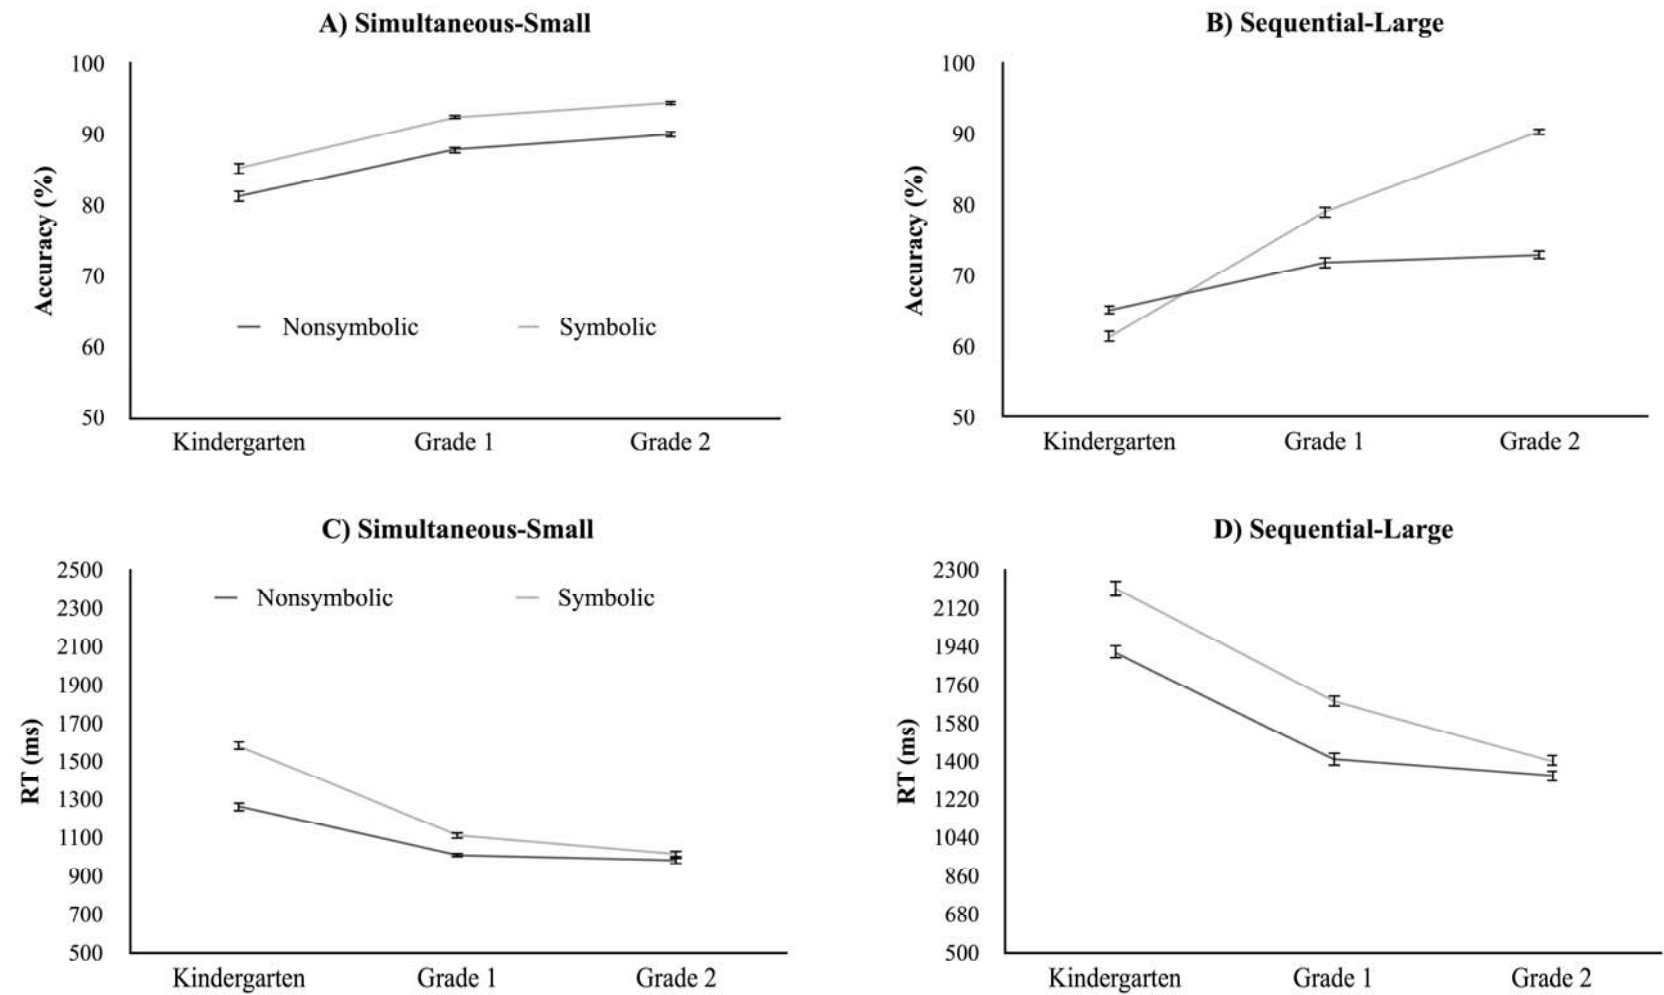 A) Simultaneous-Small
100
90
80
70
60
50
Accuracy (%)
Nonsymbolic
Symbolic
Kindergarten
Grade 1
Grade 2
B) Sequential-Large
100
90
80
70
60
50
Accuracy (%)
Kindergarten
Grade 1
Grade 2
C) Simultaneous-Small
2500
2300
2100
1900
1700
1500
1300
1100
900
700
500
RT (ms)
Nonsymbolic
Symbolic
Kindergarten
Grade 1
Grade 2
D) Sequential-Large
2300
2120
1940
1760
1580
1400
1220
1040
860
680
500
RT (ms)
Kindergarten
Grade 1
Grade 2